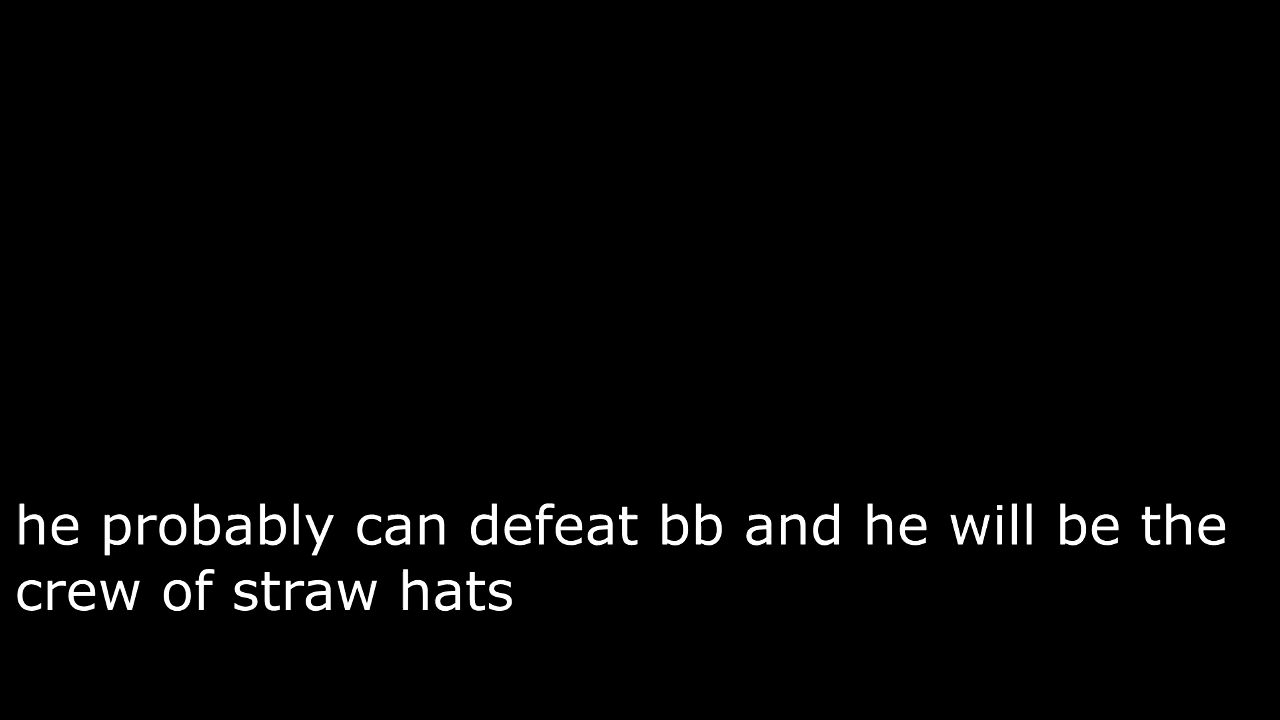 he probably can defeat bb and he will be the
crew of straw hats